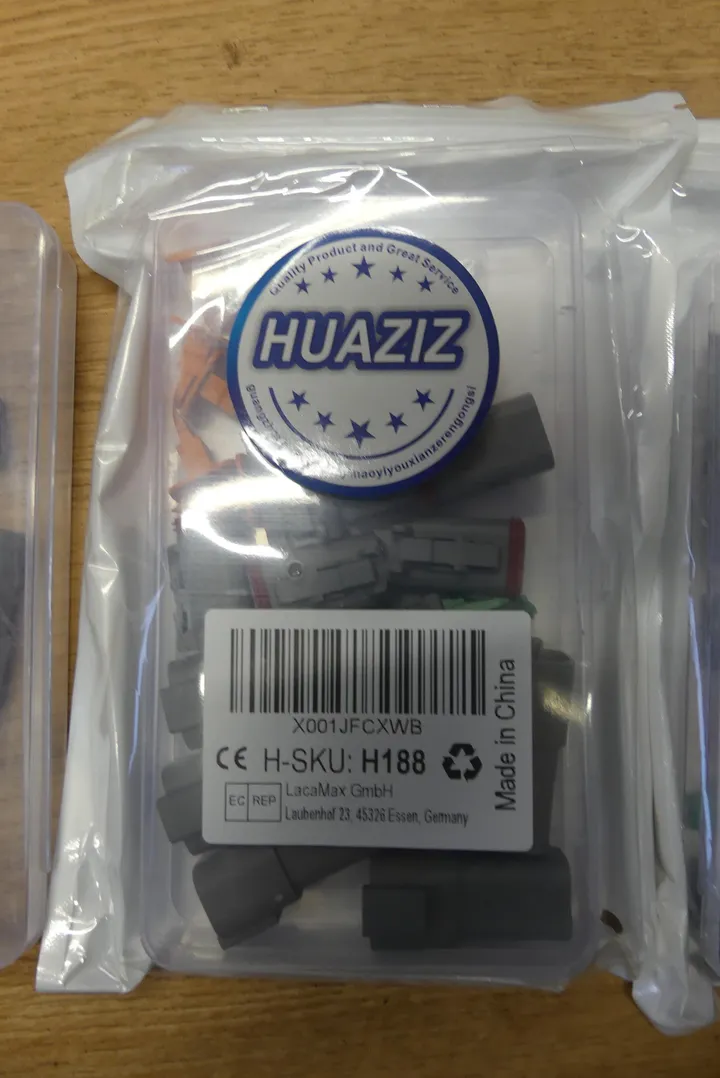 Quality Product and Great Service
HUAZIZ
X001JFCXWB
CE H-SKU: H188
Made in China
EC REP
LacaMax GmbH
Laubenhof 23, 45326 Essen, Germany